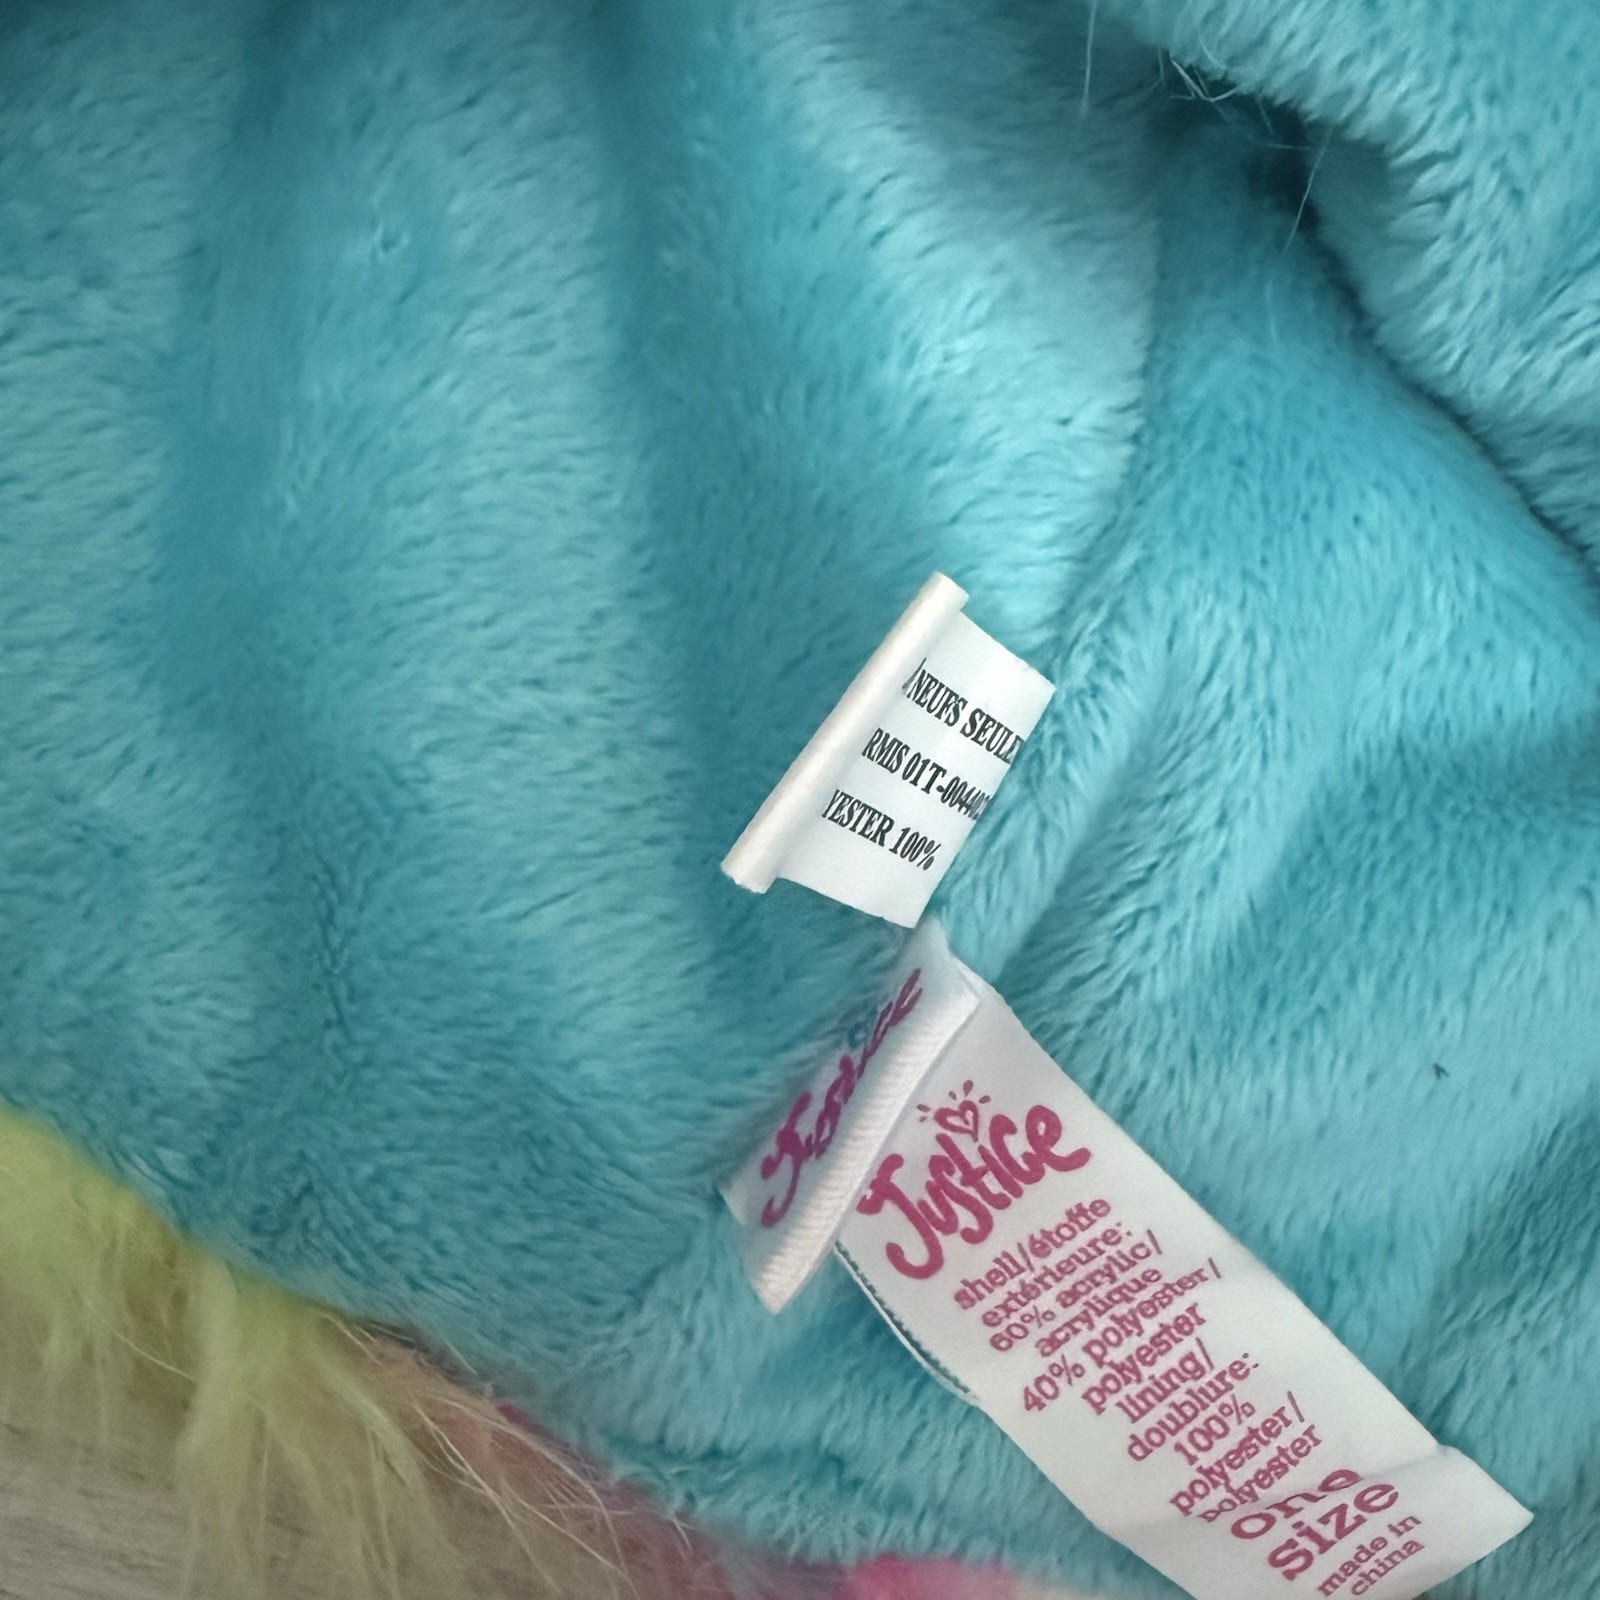 NEUFS SEULE
RMIS 01T-00440
YESTER 100%
Justice
Justice
shell/étoffe
extérieure:
60% acrylic/
acrylique
40% polyester/
polyester
lining/
doublure:
100%
polyester/
polyester
one
size
made in
china